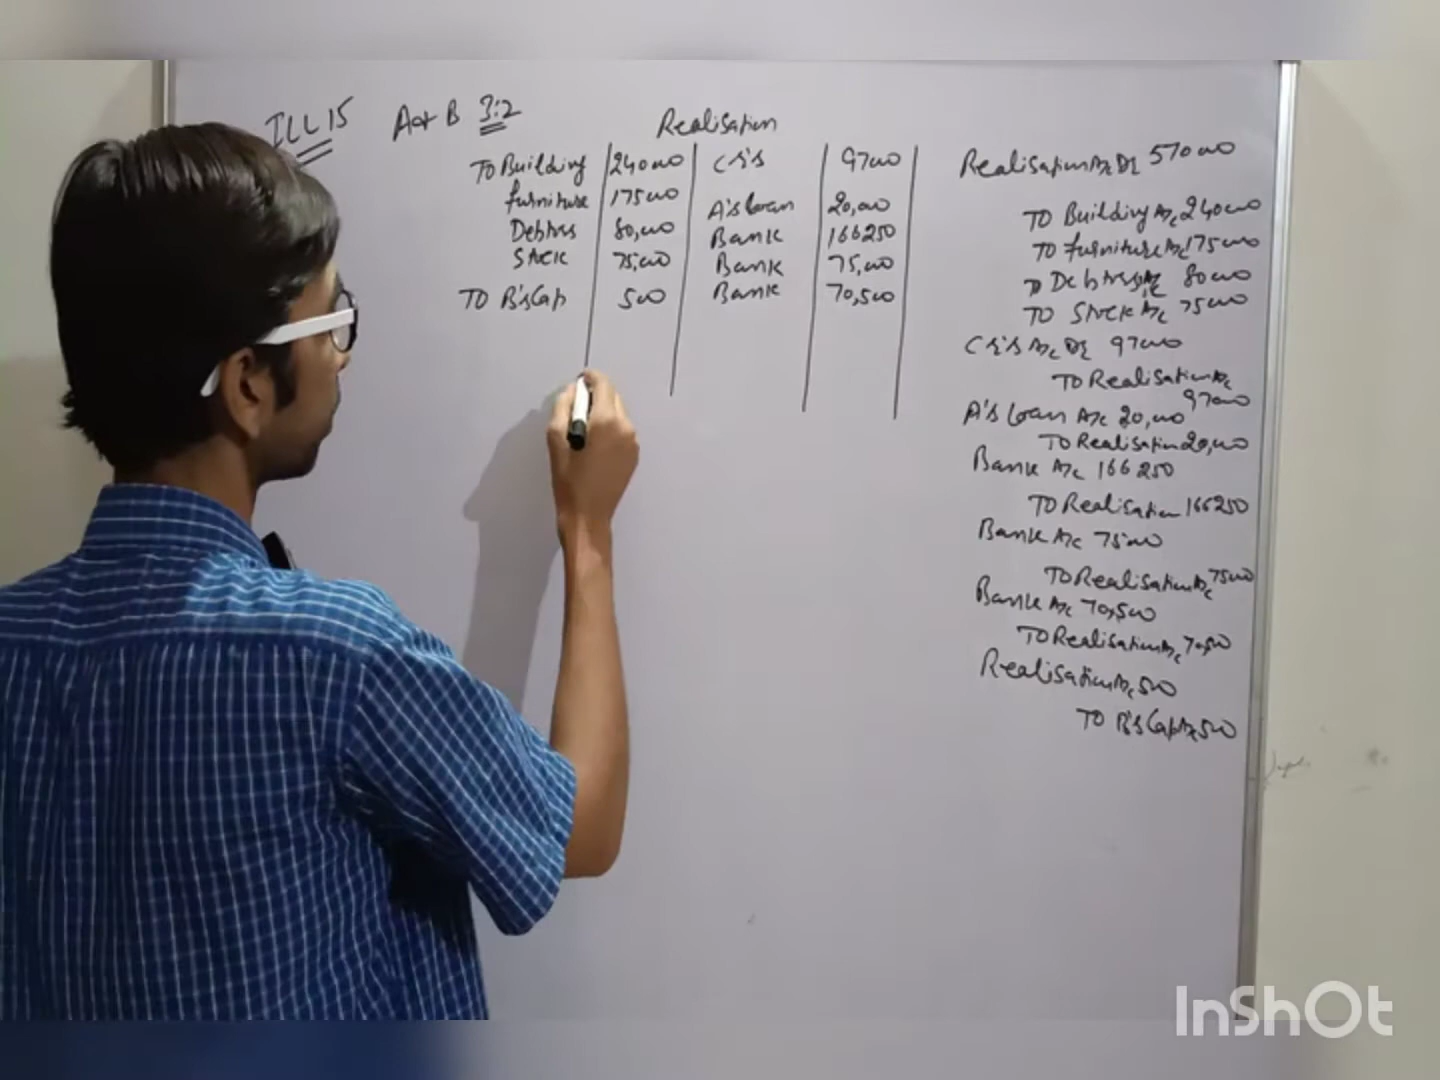 ILL 15 A & B 3:2
Realisation
To Building 240000 Crs 97000
furniture 175000 A's loan 20,000
Debtors 80,000 Bank 166250
Stock 75,000 Bank 75,000
To B's Cap 500 Bank 70,500
Realisation A/c Dr 570000
To Building A/c 240000
To furniture A/c 175000
To Debtors A/c 80000
To Stock A/c 75000
Crs A/c Dr 97000
To Realisation A/c
97000
A's loan A/c 20,000
To Realisation 20,000
Bank A/c 166250
To Realisation 166250
Bank A/c 75000
To Realisation A/c 75000
Bank A/c 70,500
To Realisation A/c 70,500
Realisation A/c 500
To B's Cap A/c 500
InShOt